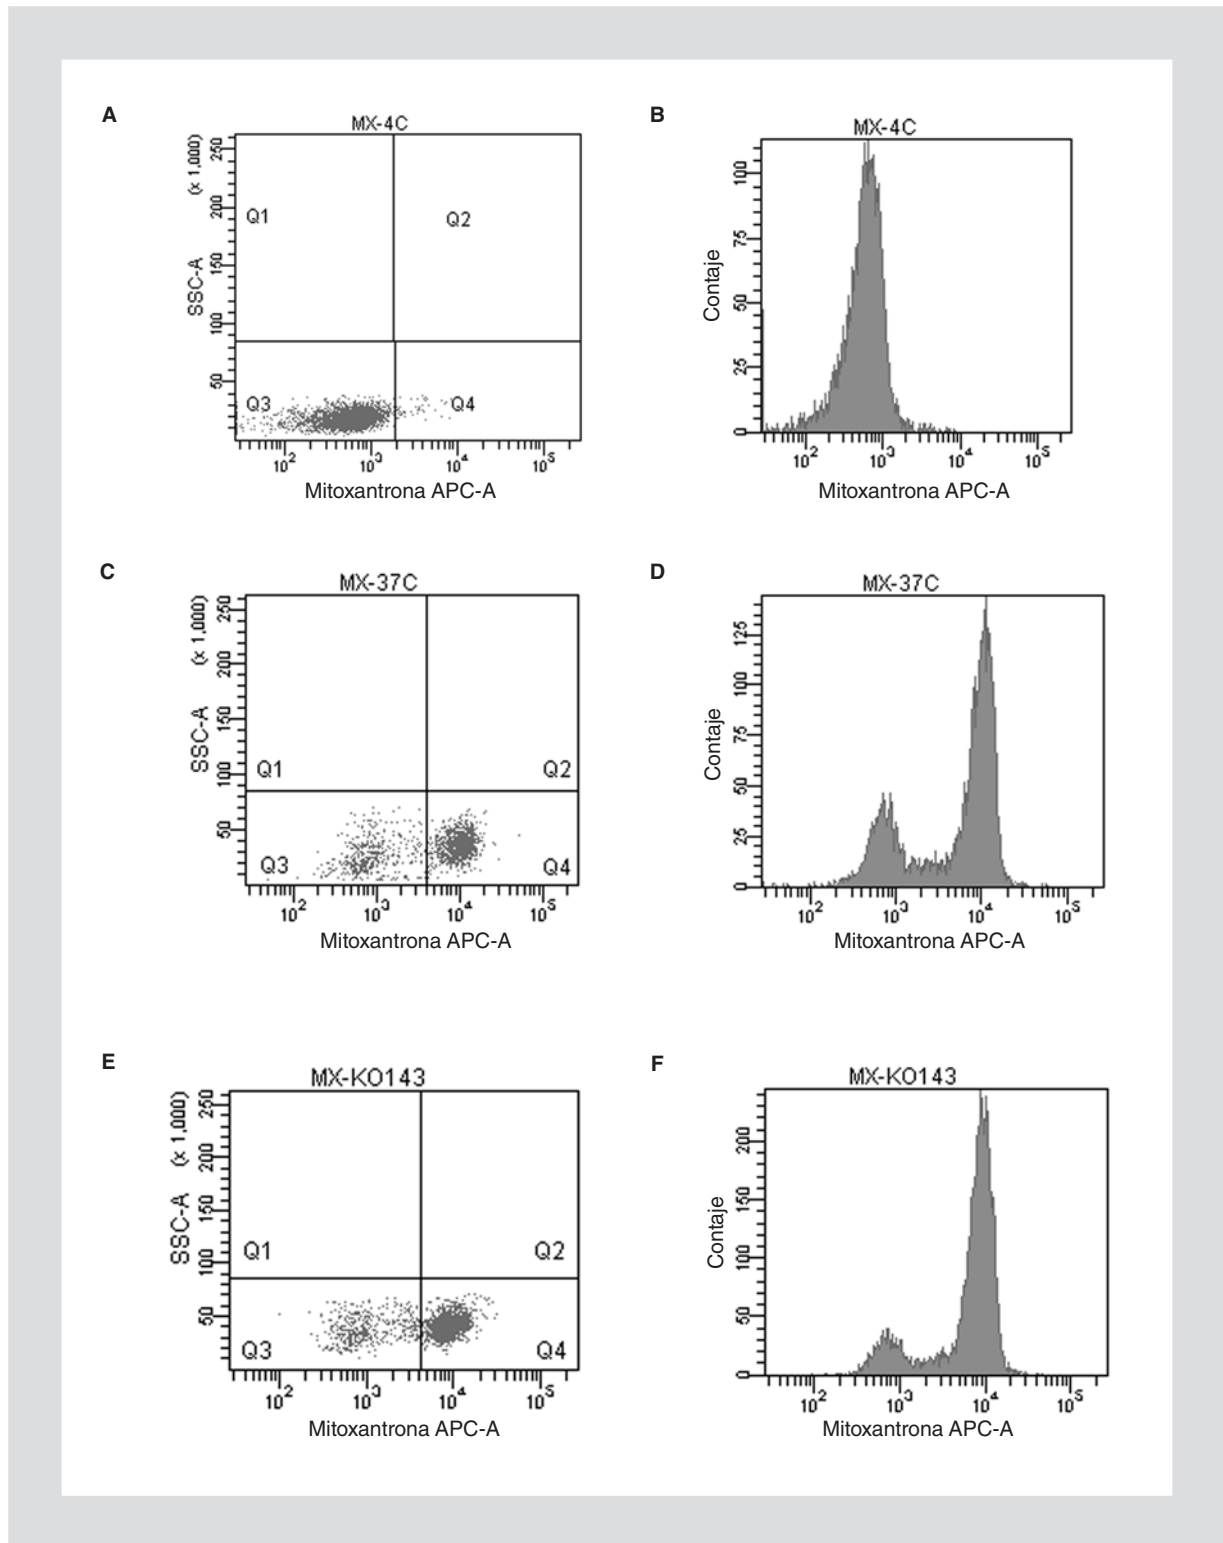 A
MX-4C
SSC-A (x 1,000)
250
200
150
100
50
Q1
Q2
Q3
Q4
10² 10³ 10⁴ 10⁵
Mitoxantrona APC-A
B
MX-4C
Contaje
100
75
50
25
0
10² 10³ 10⁴ 10⁵
Mitoxantrona APC-A
C
MX-37C
SSC-A (x 1,000)
250
200
150
100
50
Q1
Q2
Q3
Q4
10² 10³ 10⁴ 10⁵
Mitoxantrona APC-A
D
MX-37C
Contaje
125
100
75
50
25
0
10² 10³ 10⁴ 10⁵
Mitoxantrona APC-A
E
MX-KO143
SSC-A (x 1,000)
250
200
150
100
50
Q1
Q2
Q3
Q4
10² 10³ 10⁴ 10⁵
Mitoxantrona APC-A
F
MX-KO143
Contaje
200
150
100
50
0
10² 10³ 10⁴ 10⁵
Mitoxantrona APC-A